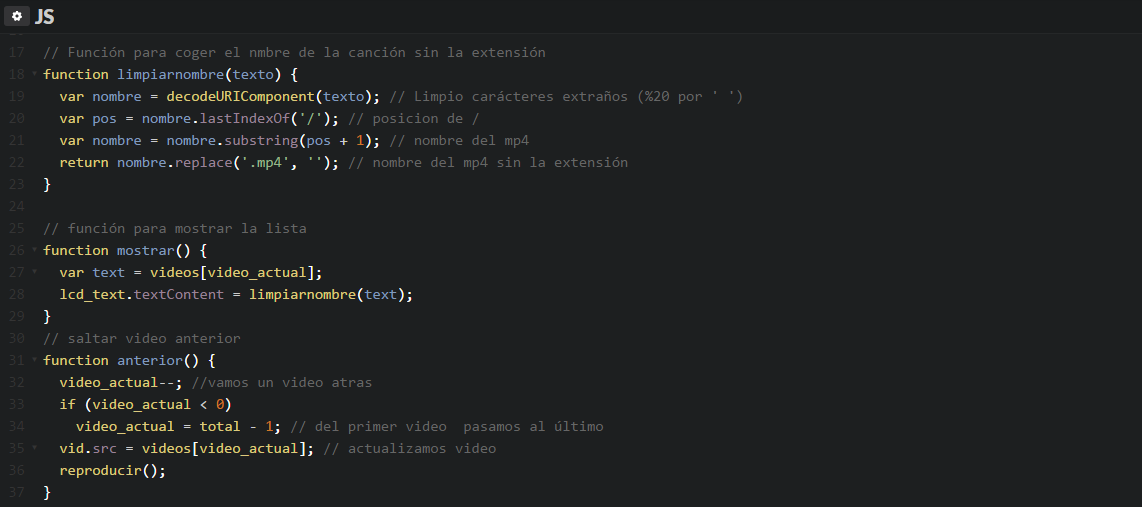 JS
17 // Función para coger el nmbre de la canción sin la extensión
18 function limpiarnombre(texto) {
19 var nombre = decodeURIComponent(texto); // Limpio carácteres extraños (%20 por ' ')
20 var pos = nombre.lastIndexOf('/'); // posicion de /
21 var nombre = nombre.substring(pos + 1); // nombre del mp4
22 return nombre.replace('.mp4', ''); // nombre del mp4 sin la extensión
23 }
24
25 // función para mostrar la lista
26 function mostrar() {
27 var text = videos[video_actual];
28 lcd_text.textContent = limpiarnombre(text);
29 }
30 // saltar video anterior
31 function anterior() {
32 video_actual--; //vamos un video atras
33 if (video_actual < 0)
34 video_actual = total - 1; // del primer video  pasamos al último
35 vid.src = videos[video_actual]; // actualizamos video
36 reproducir();
37 }